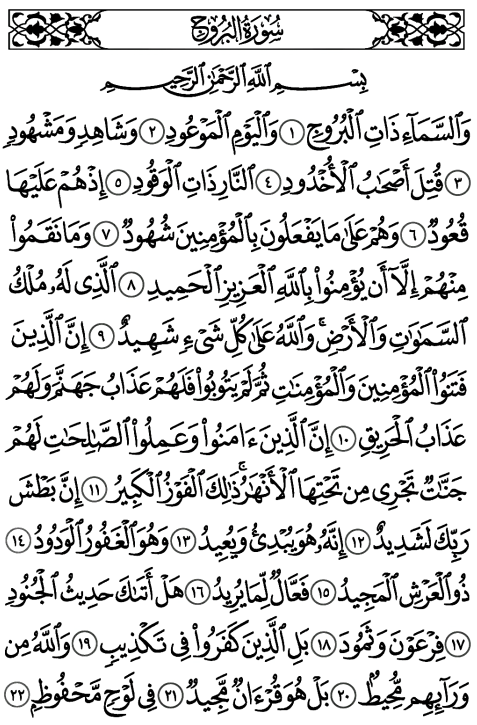 سُورَةُ الْبُرُوجِ
بِسْمِ ٱللَّهِ ٱلرَّحْمَٰنِ ٱلرَّحِيمِ
وَٱلسَّمَآءِ ذَاتِ ٱلْبُرُوجِ ١ وَٱلْيَوْمِ ٱلْمَوْعُودِ ٢ وَشَاهِدٍ وَمَشْهُودٍ
٣ قُتِلَ أَصْحَٰبُ ٱلْأُخْدُودِ ٤ ٱلنَّارِ ذَاتِ ٱلْوَقُودِ ٥ إِذْ هُمْ عَلَيْهَا
قُعُودٌ ٦ وَهُمْ عَلَىٰ مَا يَفْعَلُونَ بِٱلْمُؤْمِنِينَ شُهُودٌ ٧ وَمَا نَقَمُوا۟
مِنْهُمْ إِلَّآ أَن يُؤْمِنُوا۟ بِٱللَّهِ ٱلْعَزِيزِ ٱلْحَمِيدِ ٨ ٱلَّذِى لَهُۥ مُلْكُ
ٱلسَّمَٰوَٰتِ وَٱلْأَرْضِ ۚ وَٱللَّهُ عَلَىٰ كُلِّ شَىْءٍ شَهِيدٌ ٩ إِنَّ ٱلَّذِينَ
فَتَنُوا۟ ٱلْمُؤْمِنِينَ وَٱلْمُؤْمِنَٰتِ ثُمَّ لَمْ يَتُوبُوا۟ فَلَهُمْ عَذَابُ جَهَنَّمَ وَلَهُمْ
عَذَابُ ٱلْحَرِيقِ ١٠ إِنَّ ٱلَّذِينَ ءَامَنُوا۟ وَعَمِلُوا۟ ٱلصَّٰلِحَٰتِ لَهُمْ
جَنَّٰتٌ تَجْرِى مِن تَحْتِهَا ٱلْأَنْهَٰرُ ۚ ذَٰلِكَ ٱلْفَوْزُ ٱلْكَبِيرُ ١١ إِنَّ بَطْشَ
رَبِّكَ لَشَدِيدٌ ١٢ إِنَّهُۥ هُوَ يُبْدِئُ وَيُعِيدُ ١٣ وَهُوَ ٱلْغَفُورُ ٱلْوَدُودُ ١٤
ذُو ٱلْعَرْشِ ٱلْمَجِيدُ ١٥ فَعَّالٌ لِّمَا يُرِيدُ ١٦ هَلْ أَتَىٰكَ حَدِيثُ ٱلْجُنُودِ
١٧ فِرْعَوْنَ وَثَمُودَ ١٨ بَلِ ٱلَّذِينَ كَفَرُوا۟ فِى تَكْذِيبٍ ١٩ وَٱللَّهُ مِن
وَرَآئِهِم مُّحِيطٌۢ ٢٠ بَلْ هُوَ قُرْءَانٌ مَّجِيدٌ ٢١ فِى لَوْحٍ مَّحْفُوظٍۭ ٢٢